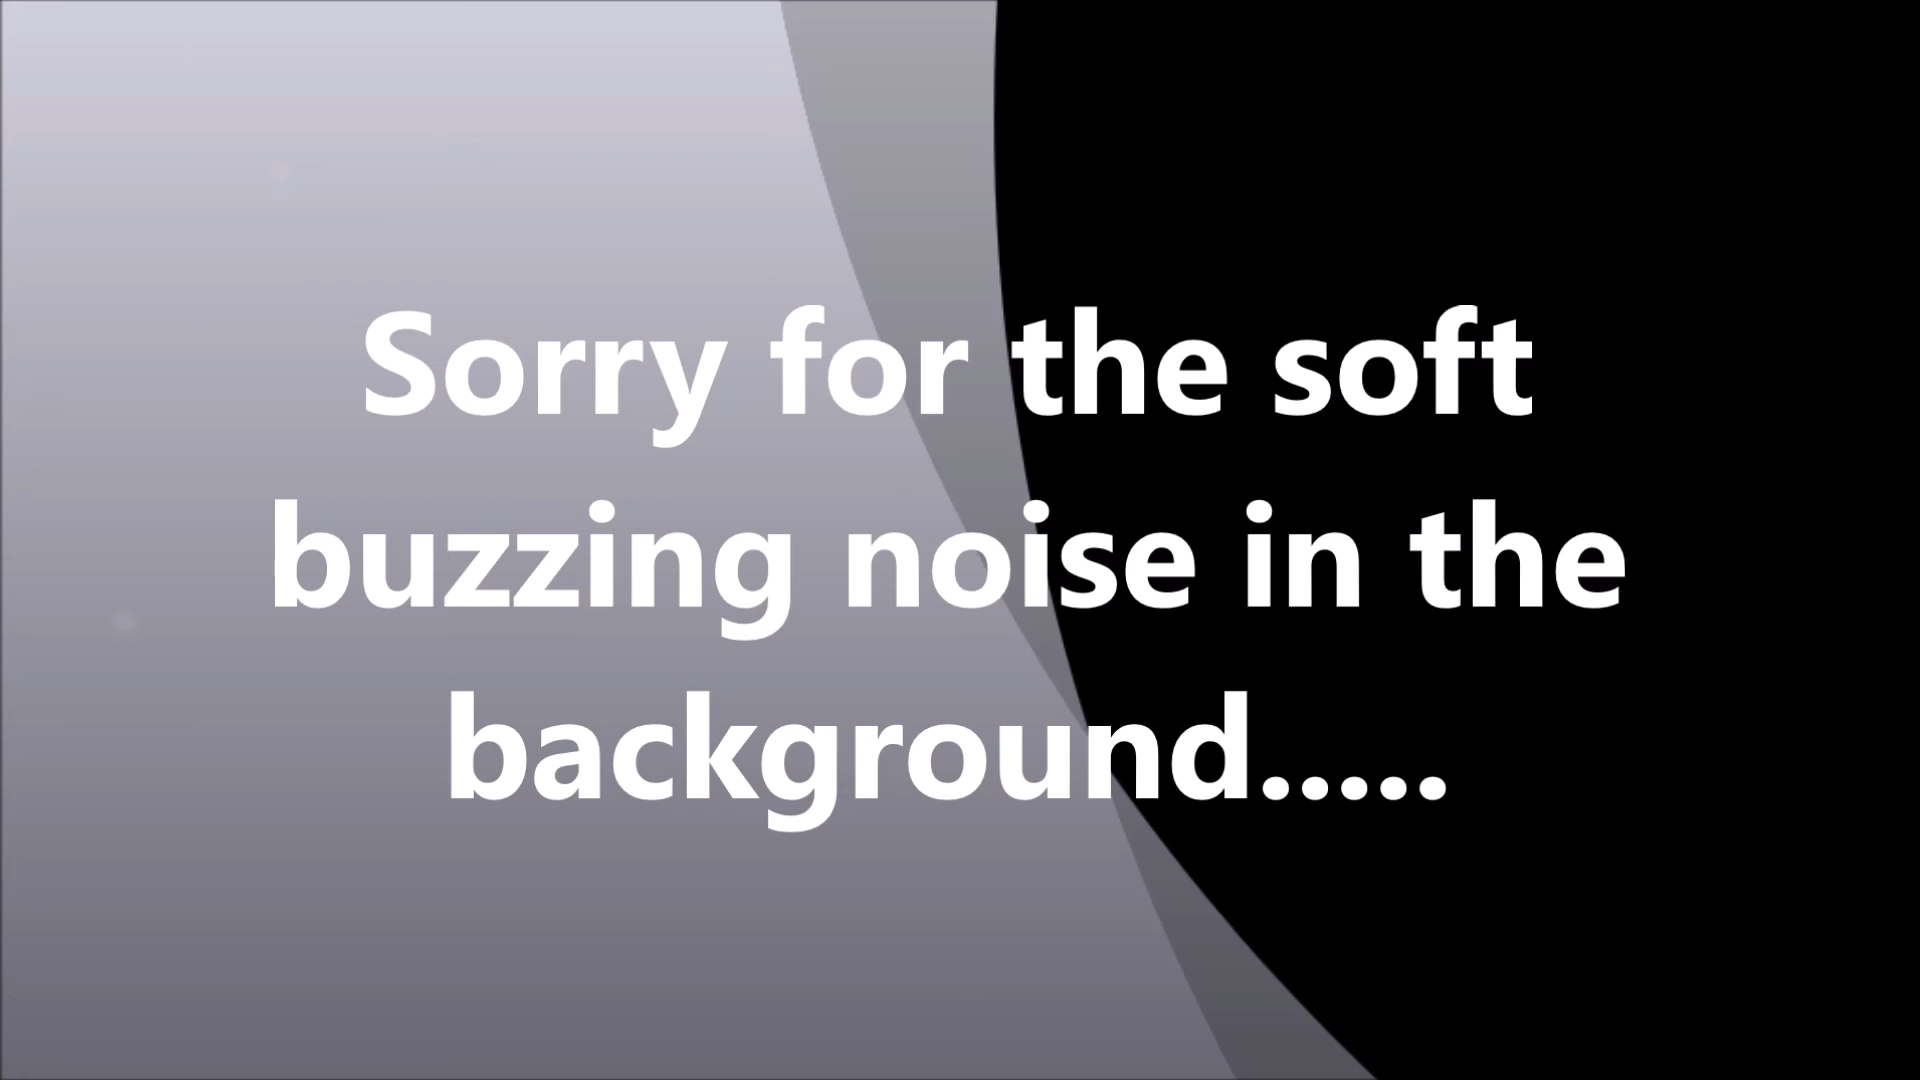 Sorry for the soft
buzzing noise in the
background.....